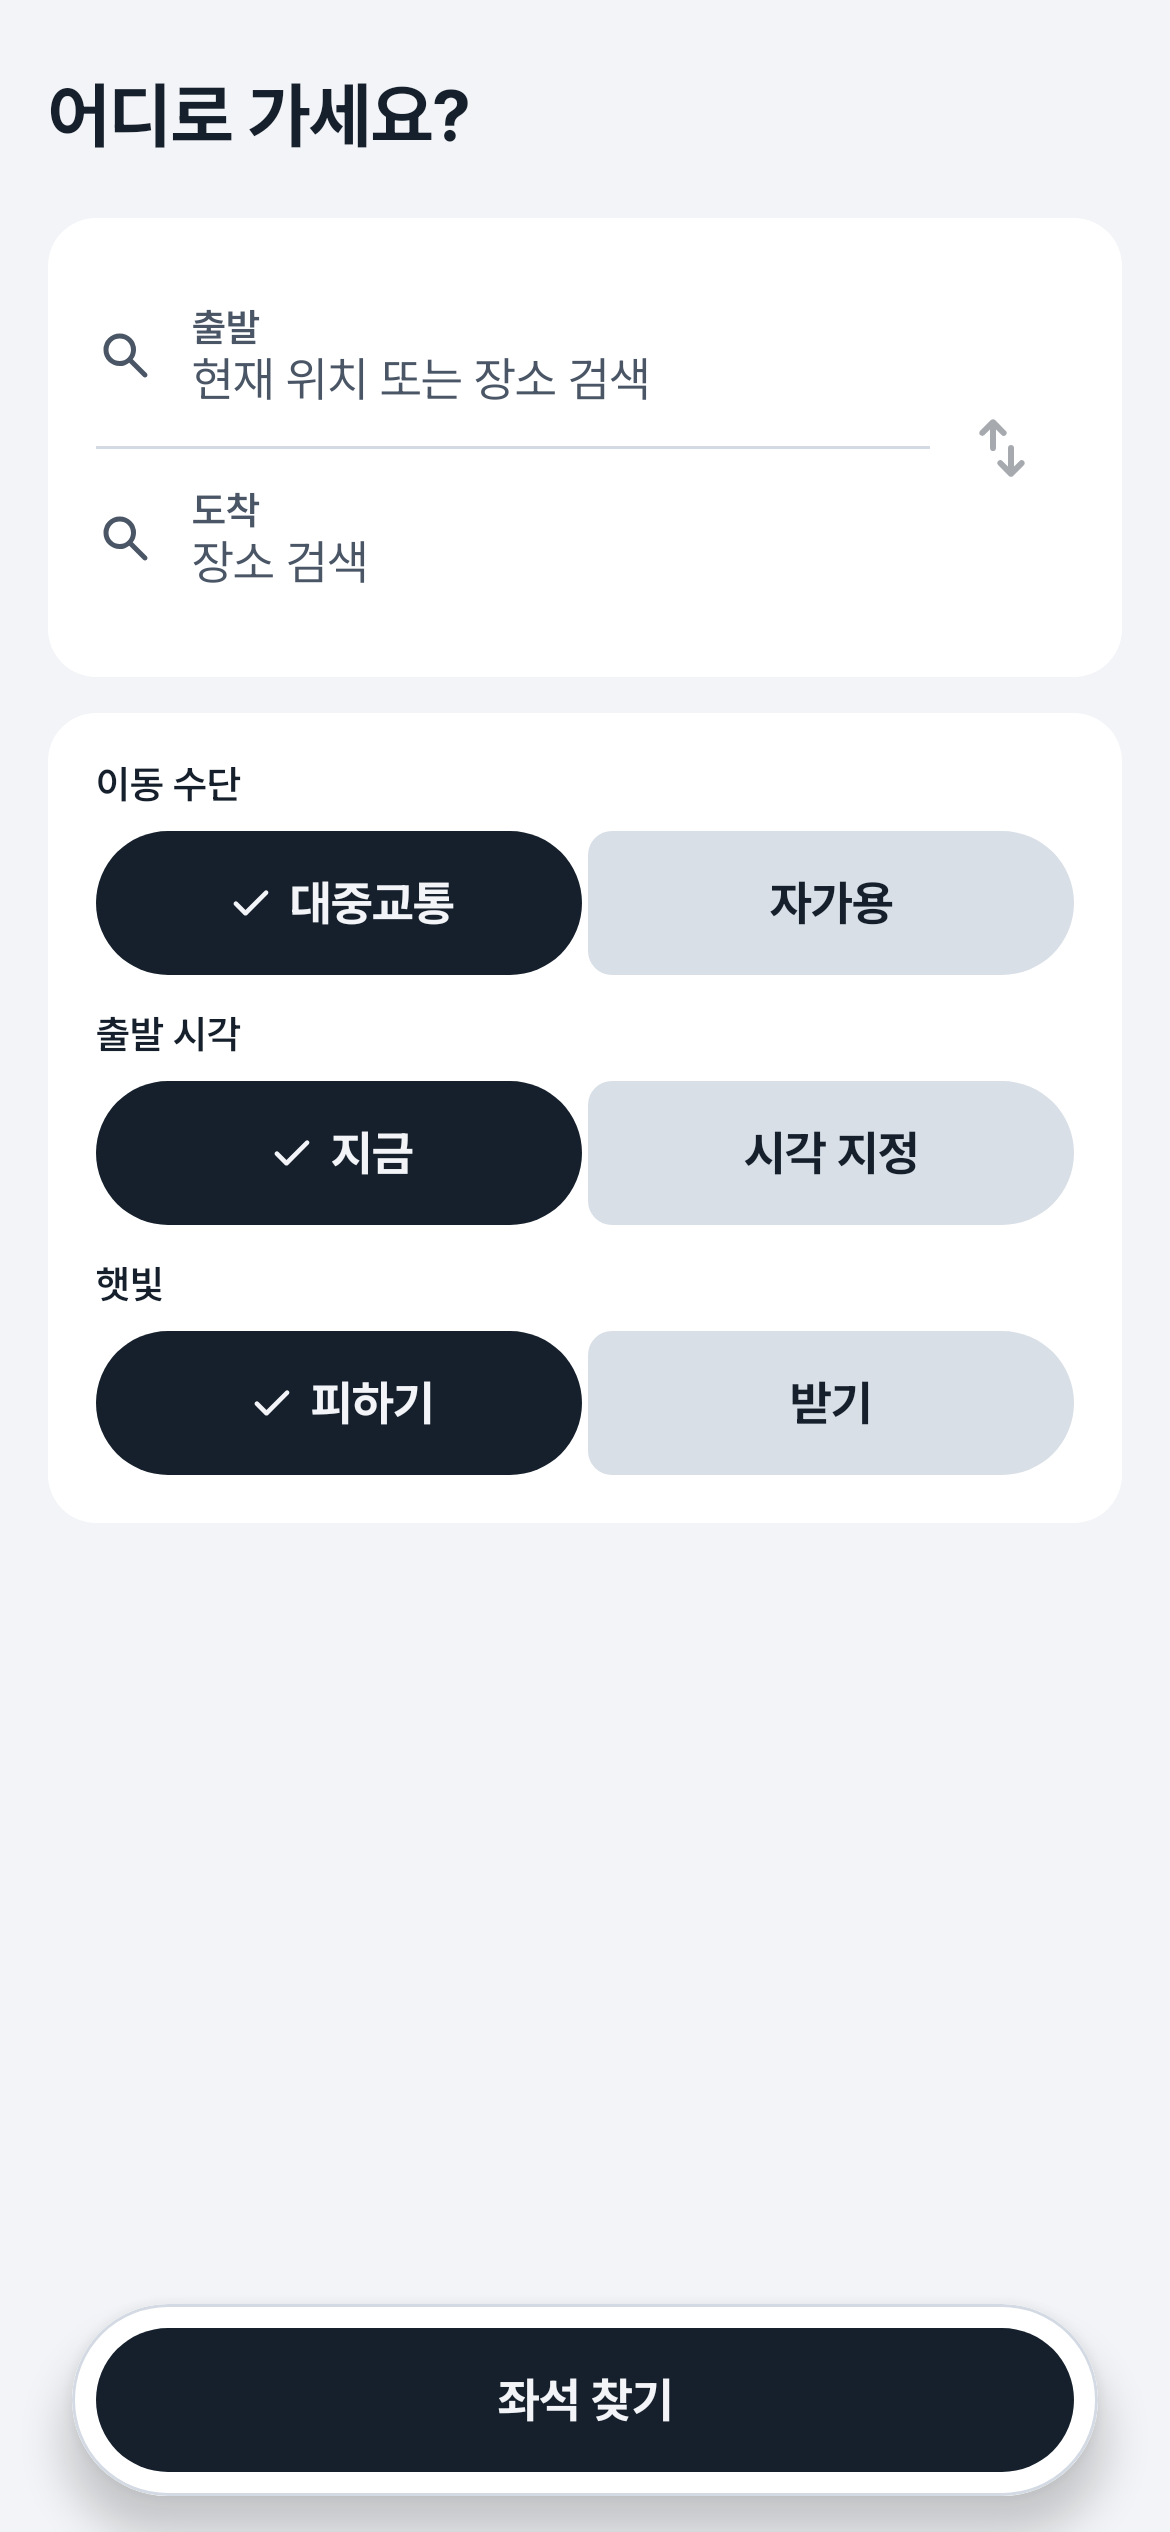 어디로 가세요?
출발
현재 위치 또는 장소 검색
도착
장소 검색
이동 수단
대중교통
자가용
출발 시각
지금
시각 지정
햇빛
피하기
받기
좌석 찾기